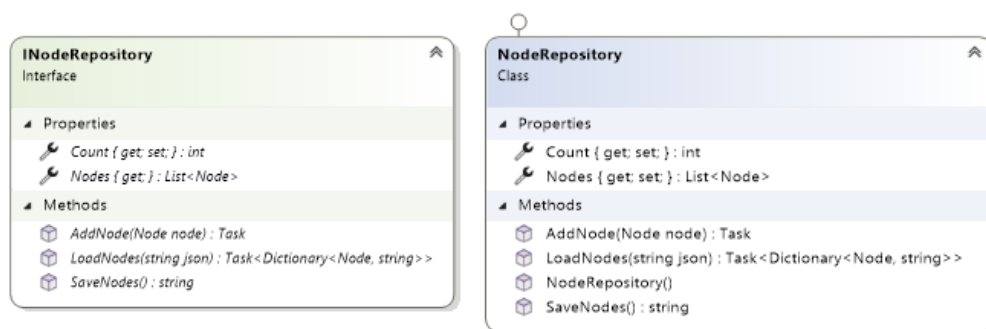 INodeRepository
Interface
Properties
Count { get; set; } : int
Nodes { get; } : List<Node>
Methods
AddNode(Node node) : Task
LoadNodes(string json) : Task<Dictionary<Node, string>>
SaveNodes() : string
NodeRepository
Class
Properties
Count { get; set; } : int
Nodes { get; set; } : List<Node>
Methods
AddNode(Node node) : Task
LoadNodes(string json) : Task<Dictionary<Node, string>>
NodeRepository()
SaveNodes() : string